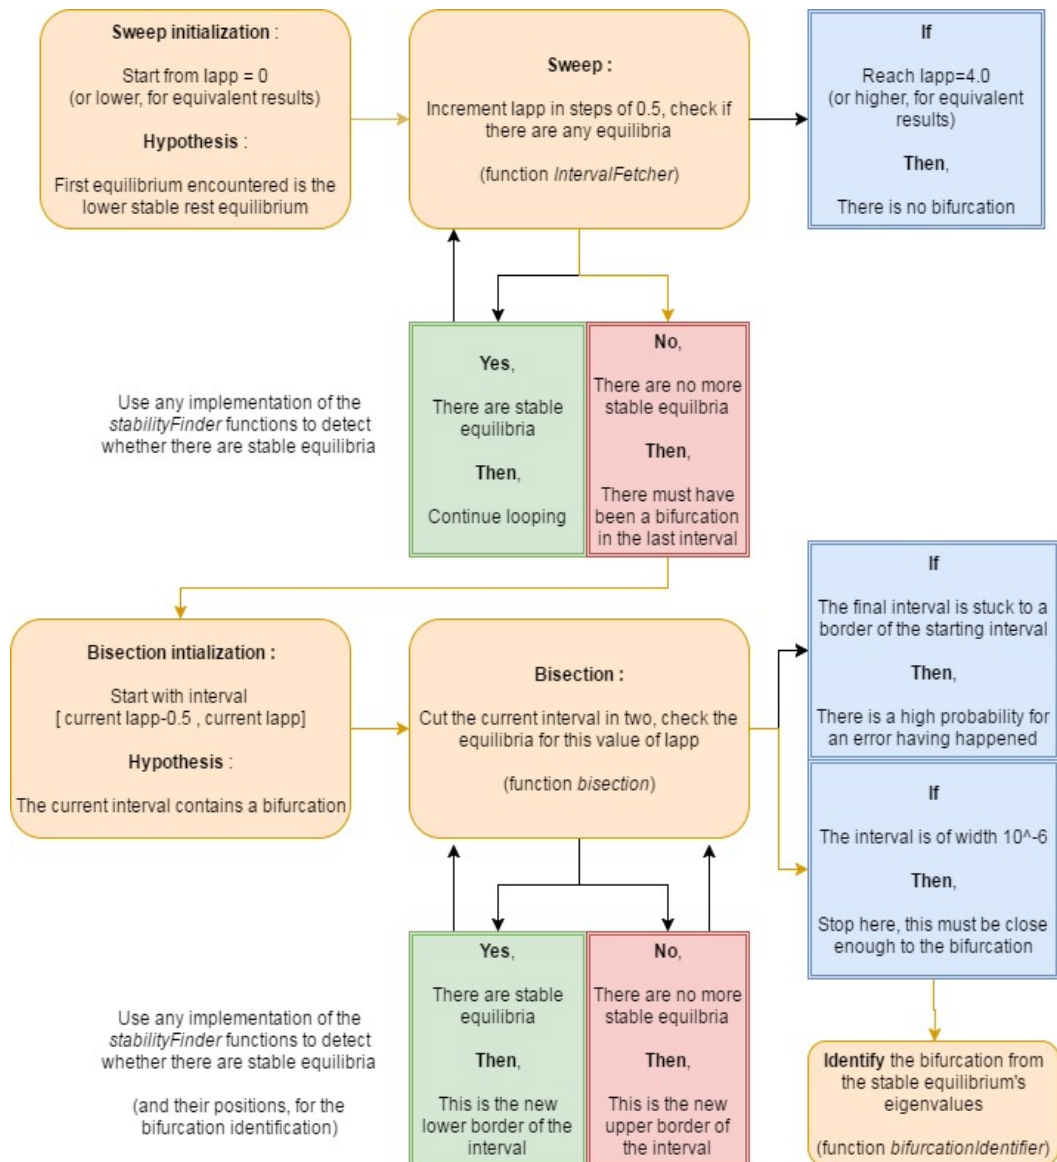 Sweep initialization :
Start from Iapp = 0
(or lower, for equivalent results)
Hypothesis :
First equilibrium encountered is the
lower stable rest equilibrium
Sweep :
Increment Iapp in steps of 0.5, check if
there are any equilibria
(function IntervalFetcher)
If
Reach Iapp=4.0
(or higher, for equivalent
results)
Then,
There is no bifurcation
Use any implementation of the
stabilityFinder functions to detect
whether there are stable equilibria
Yes,
There are stable
equilibria
Then,
Continue looping
No,
There are no more
stable equilbria
Then,
There must have
been a bifurcation
in the last interval
Bisection intialization :
Start with interval
[ current Iapp-0.5 , current Iapp]
Hypothesis :
The current interval contains a bifurcation
Bisection :
Cut the current interval in two, check the
equilibria for this value of Iapp
(function bisection)
If
The final interval is stuck to a
border of the starting interval
Then,
There is a high probability for
an error having happened
If
The interval is of width 10^-6
Then,
Stop here, this must be close
enough to the bifurcation
Use any implementation of the
stabilityFinder functions to detect
whether there are stable equilibria
(and their positions, for the
bifurcation identification)
Yes,
There are stable
equilibria
Then,
This is the new
lower border of the
interval
No,
There are no more
stable equilbria
Then,
This is the new
upper border of
the interval
Identify the bifurcation from
the stable equilibrium's
eigenvalues
(function bifurcationIdentifier)